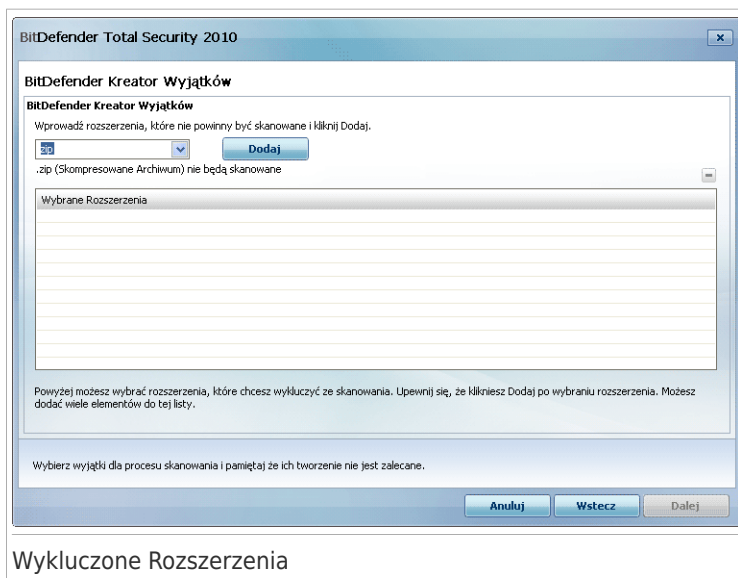 BitDefender Total Security 2010
BitDefender Kreator Wyjątków
BitDefender Kreator Wyjątków
Wprowadź rozszerzenia, które nie powinny być skanowane i kliknij Dodaj.
zip
Dodaj
.zip (Skompresowane Archiwum) nie będą skanowane
Wybrane Rozszerzenia
Powyżej możesz wybrać rozszerzenia, które chcesz wykluczyć ze skanowania. Upewnij się, że klikniesz Dodaj po wybraniu rozszerzenia. Możesz
dodać wiele elementów do tej listy.
Wybierz wyjątki dla procesu skanowania i pamiętaj że ich tworzenie nie jest zalecane.
Anuluj Wstecz Dalej
Wykluczone Rozszerzenia